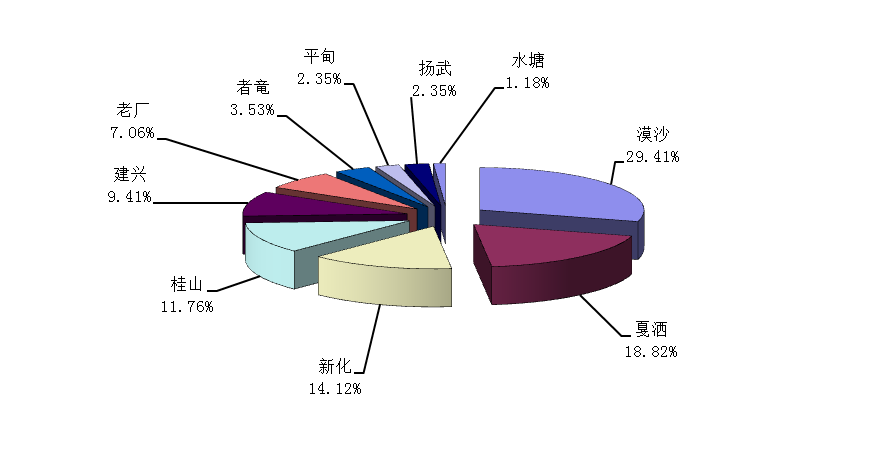 水塘
1.18%
漠沙
29.41%
戛洒
18.82%
新化
14.12%
桂山
11.76%
建兴
9.41%
老厂
7.06%
者竜
3.53%
平甸
2.35%
扬武
2.35%